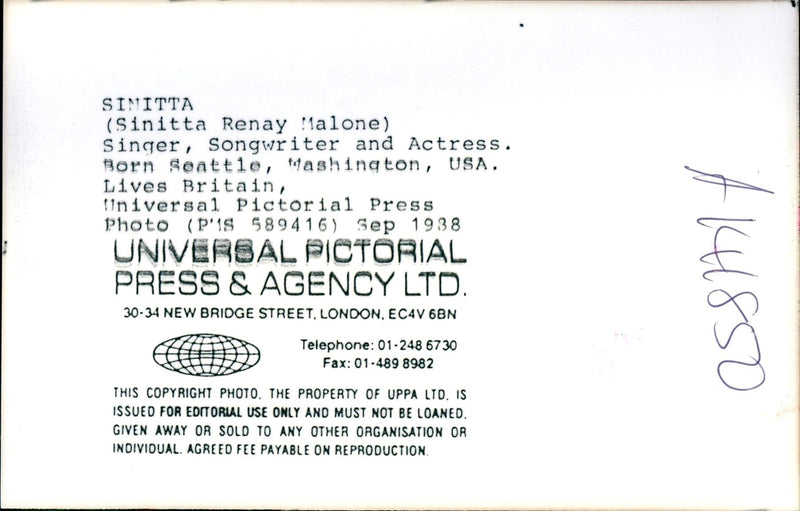 SINITTA
(Sinitta Renay Malone)
Singer, Songwriter and Actress.
Born Seattle, Washington, USA.
Lives Britain,
Universal Pictorial Press
Photo (PMS 589416) Sep 1988
UNIVERSAL PICTORIAL
PRESS & AGENCY LTD.
30-34 NEW BRIDGE STREET, LONDON, EC4V 6BN
Telephone: 01-248 6730
Fax: 01-489 8982
THIS COPYRIGHT PHOTO, THE PROPERTY OF UPPA LTD, IS
ISSUED FOR EDITORIAL USE ONLY AND MUST NOT BE LOANED,
GIVEN AWAY OR SOLD TO ANY OTHER ORGANISATION OR
INDIVIDUAL. AGREED FEE PAYABLE ON REPRODUCTION.